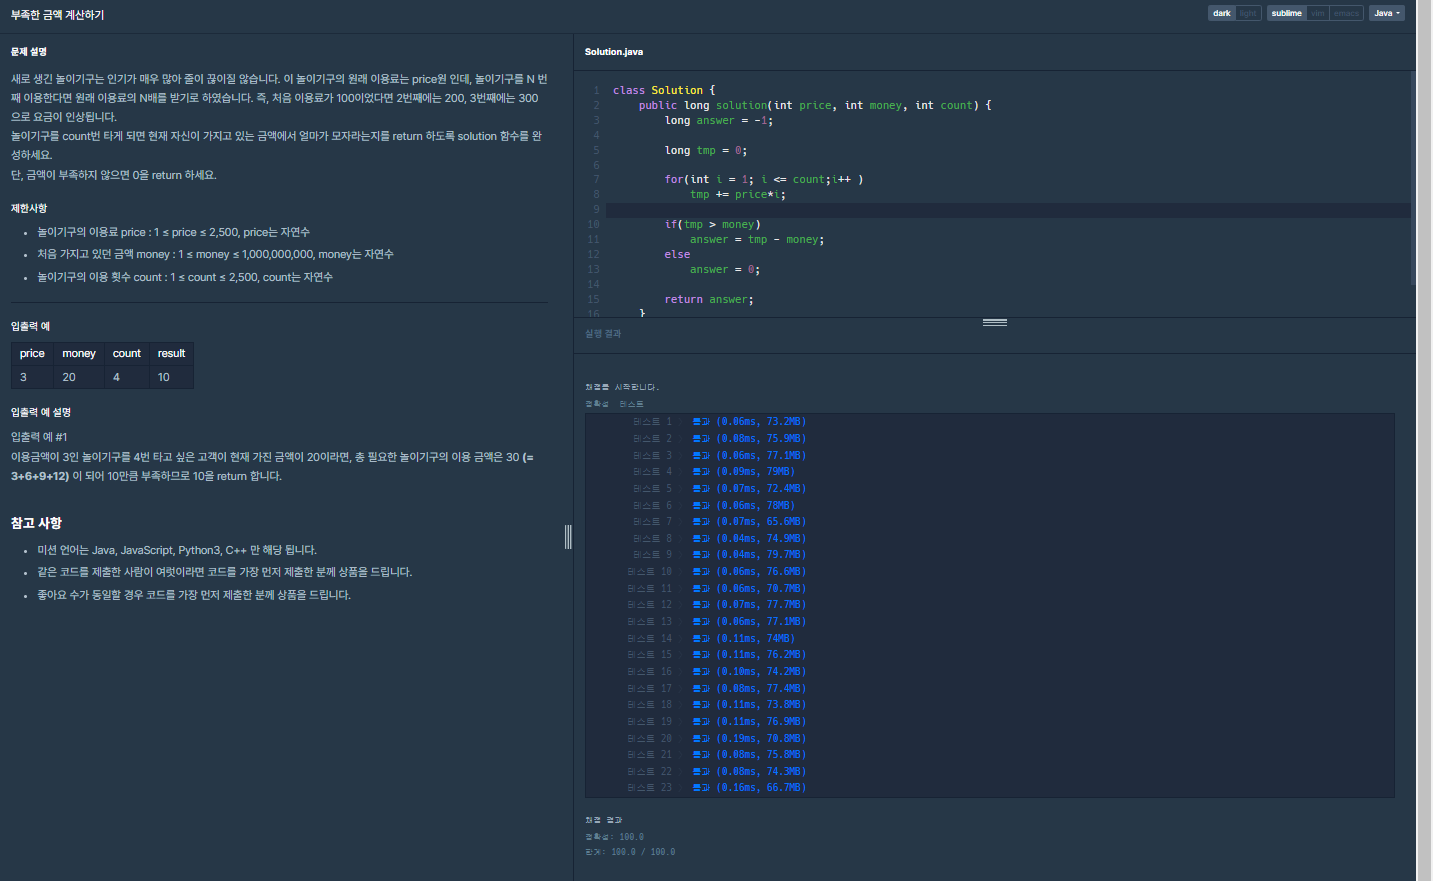 부족한 금액 계산하기
dark light sublime vim emacs Java
문제 설명
새로 생긴 놀이기구는 인기가 매우 많아 줄이 끊이질 않습니다. 이 놀이기구의 원래 이용료는 price원 인데, 놀이기구를 N 번
째 이용한다면 원래 이용료의 N배를 받기로 하였습니다. 즉, 처음 이용료가 100이었다면 2번째에는 200, 3번째에는 300
으로 요금이 인상됩니다.
놀이기구를 count번 타게 되면 현재 자신이 가지고 있는 금액에서 얼마가 모자라는지를 return 하도록 solution 함수를 완
성하세요.
단, 금액이 부족하지 않으면 0을 return 하세요.
제한사항
• 놀이기구의 이용료 price : 1 ≤ price ≤ 2,500, price는 자연수
• 처음 가지고 있던 금액 money : 1 ≤ money ≤ 1,000,000,000, money는 자연수
• 놀이기구의 이용 횟수 count : 1 ≤ count ≤ 2,500, count는 자연수
입출력 예
price money count result
3 20 4 10
입출력 예 설명
입출력 예 #1
이용금액이 3인 놀이기구를 4번 타고 싶은 고객이 현재 가진 금액이 20이라면, 총 필요한 놀이기구의 이용 금액은 30 (=
3+6+9+12) 이 되어 10만큼 부족하므로 10을 return 합니다.
참고 사항
• 미션 언어는 Java, JavaScript, Python3, C++ 만 해당 됩니다.
• 같은 코드를 제출한 사람이 여럿이라면 코드를 가장 먼저 제출한 분께 상품을 드립니다.
• 좋아요 수가 동일할 경우 코드를 가장 먼저 제출한 분께 상품을 드립니다.
Solution.java
1 class Solution {
2 public long solution(int price, int money, int count) {
3 long answer = -1;
4
5 long tmp = 0;
6
7 for(int i = 1; i <= count;i++ )
8 tmp += price*i;
9
10 if(tmp > money)
11 answer = tmp - money;
12 else
13 answer = 0;
14
15 return answer;
16 }
실행 결과
채점을 시작합니다.
정확성 테스트
테스트 1 〉 통과 (0.06ms, 73.2MB)
테스트 2 〉 통과 (0.08ms, 75.9MB)
테스트 3 〉 통과 (0.06ms, 77.1MB)
테스트 4 〉 통과 (0.09ms, 79MB)
테스트 5 〉 통과 (0.07ms, 72.4MB)
테스트 6 〉 통과 (0.06ms, 78MB)
테스트 7 〉 통과 (0.07ms, 65.6MB)
테스트 8 〉 통과 (0.04ms, 74.9MB)
테스트 9 〉 통과 (0.04ms, 79.7MB)
테스트 10 〉 통과 (0.06ms, 76.6MB)
테스트 11 〉 통과 (0.06ms, 70.7MB)
테스트 12 〉 통과 (0.07ms, 77.7MB)
테스트 13 〉 통과 (0.06ms, 77.1MB)
테스트 14 〉 통과 (0.11ms, 74MB)
테스트 15 〉 통과 (0.11ms, 76.2MB)
테스트 16 〉 통과 (0.10ms, 74.2MB)
테스트 17 〉 통과 (0.08ms, 77.4MB)
테스트 18 〉 통과 (0.11ms, 73.8MB)
테스트 19 〉 통과 (0.11ms, 76.9MB)
테스트 20 〉 통과 (0.19ms, 70.8MB)
테스트 21 〉 통과 (0.08ms, 75.8MB)
테스트 22 〉 통과 (0.08ms, 74.3MB)
테스트 23 〉 통과 (0.16ms, 66.7MB)
채점 결과
정확성: 100.0
합계: 100.0 / 100.0